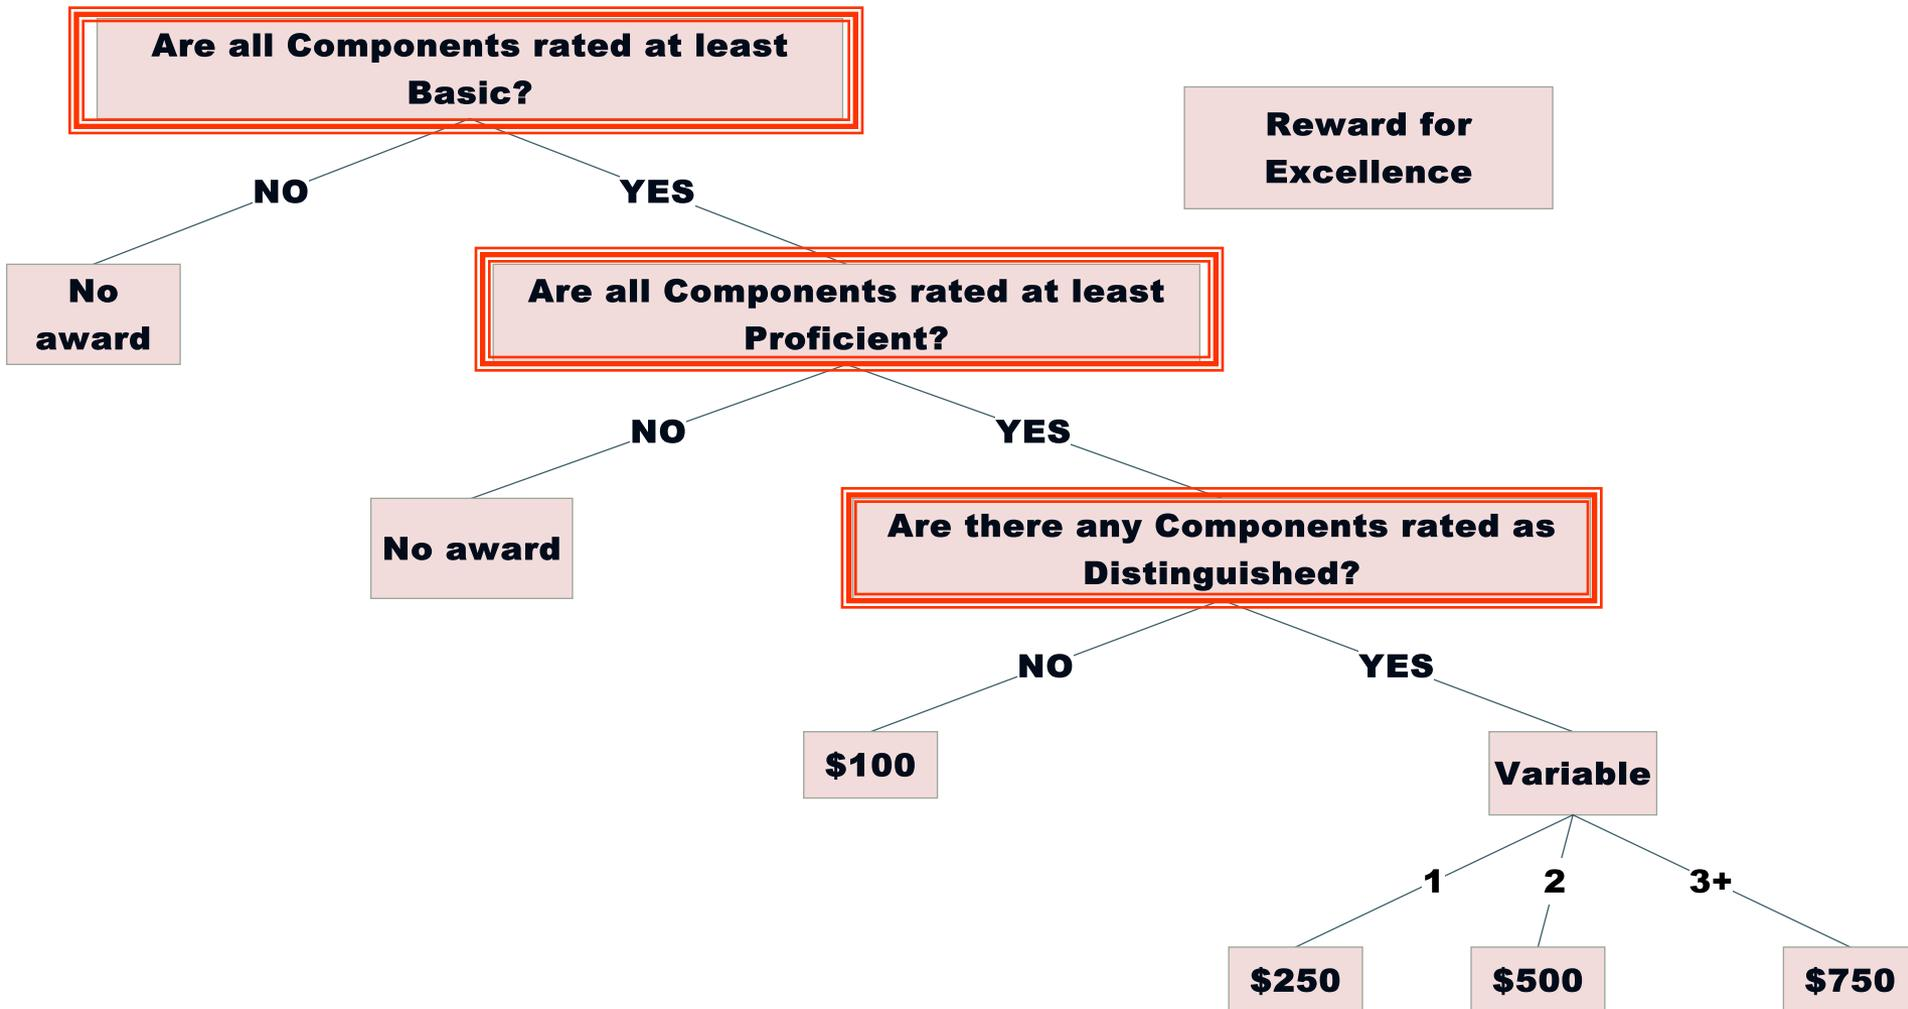 Are all Components rated at least
Basic?
Reward for
Excellence
NO
YES
No
award
Are all Components rated at least
Proficient?
NO
YES
No award
Are there any Components rated as
Distinguished?
NO
YES
$100
Variable
1
2
3+
$250
$500
$750